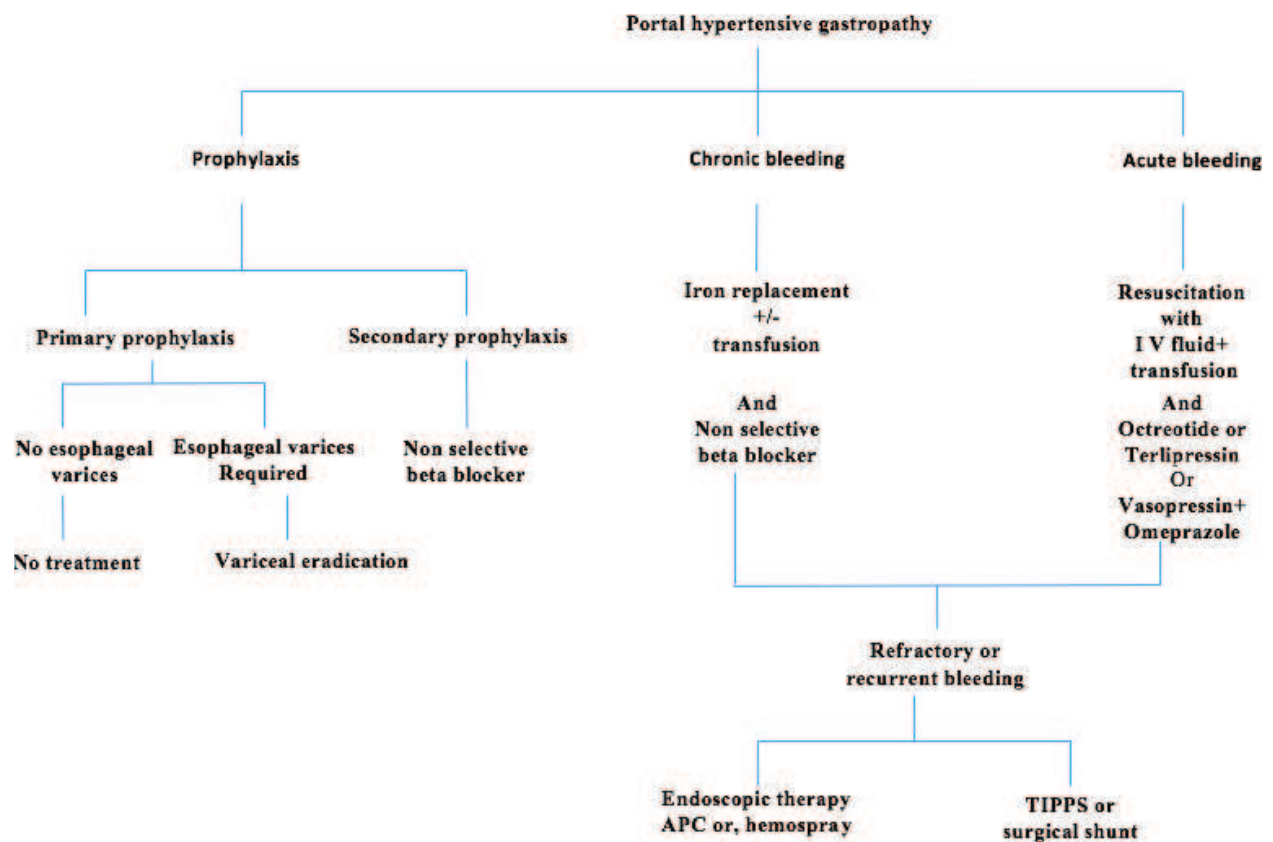 Portal hypertensive gastropathy
Prophylaxis
Chronic bleeding
Acute bleeding
Primary prophylaxis
Secondary prophylaxis
Iron replacement
+/-
transfusion
Resuscitation
with
I V fluid+
transfusion
No esophageal
varices
Esophageal varices
Required
Non selective
beta blocker
And
Non selective
beta blocker
And
Octreotide or
Terlipressin
Or
Vasopressin+
Omeprazole
No treatment
Variceal eradication
Refractory or
recurrent bleeding
Endoscopic therapy
APC or, hemospray
TIPPS or
surgical shunt